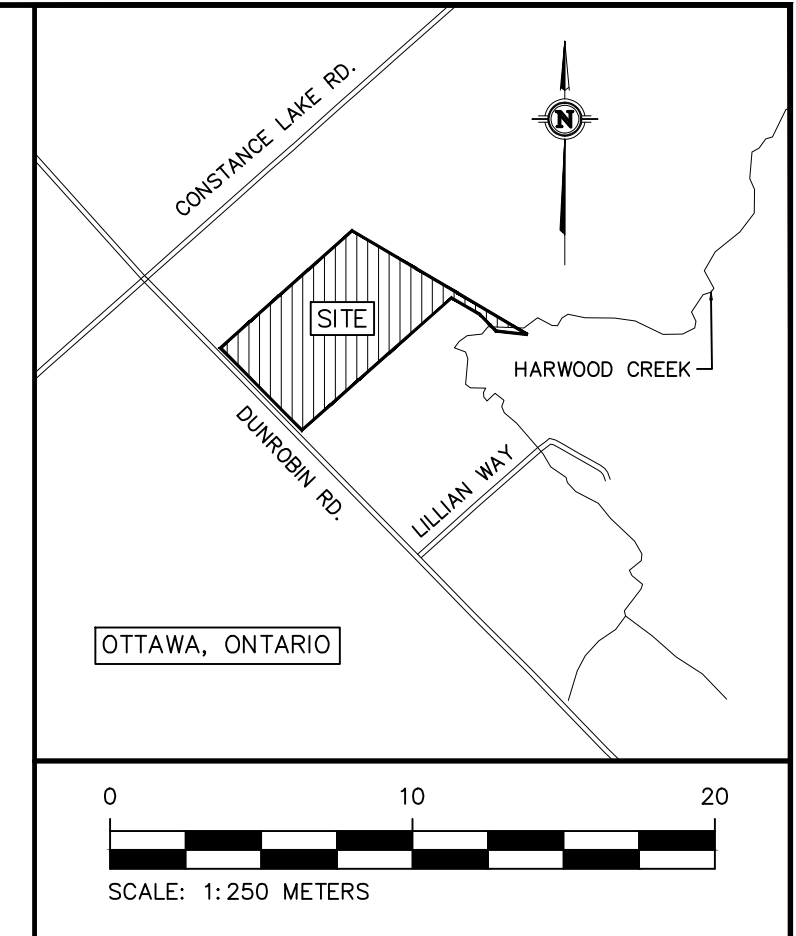 CONSTANCE LAKE RD.
N
SITE
HARWOOD CREEK
DUNROBIN RD.
LILLIAN WAY
OTTAWA, ONTARIO
0 10 20
SCALE: 1:250 METERS